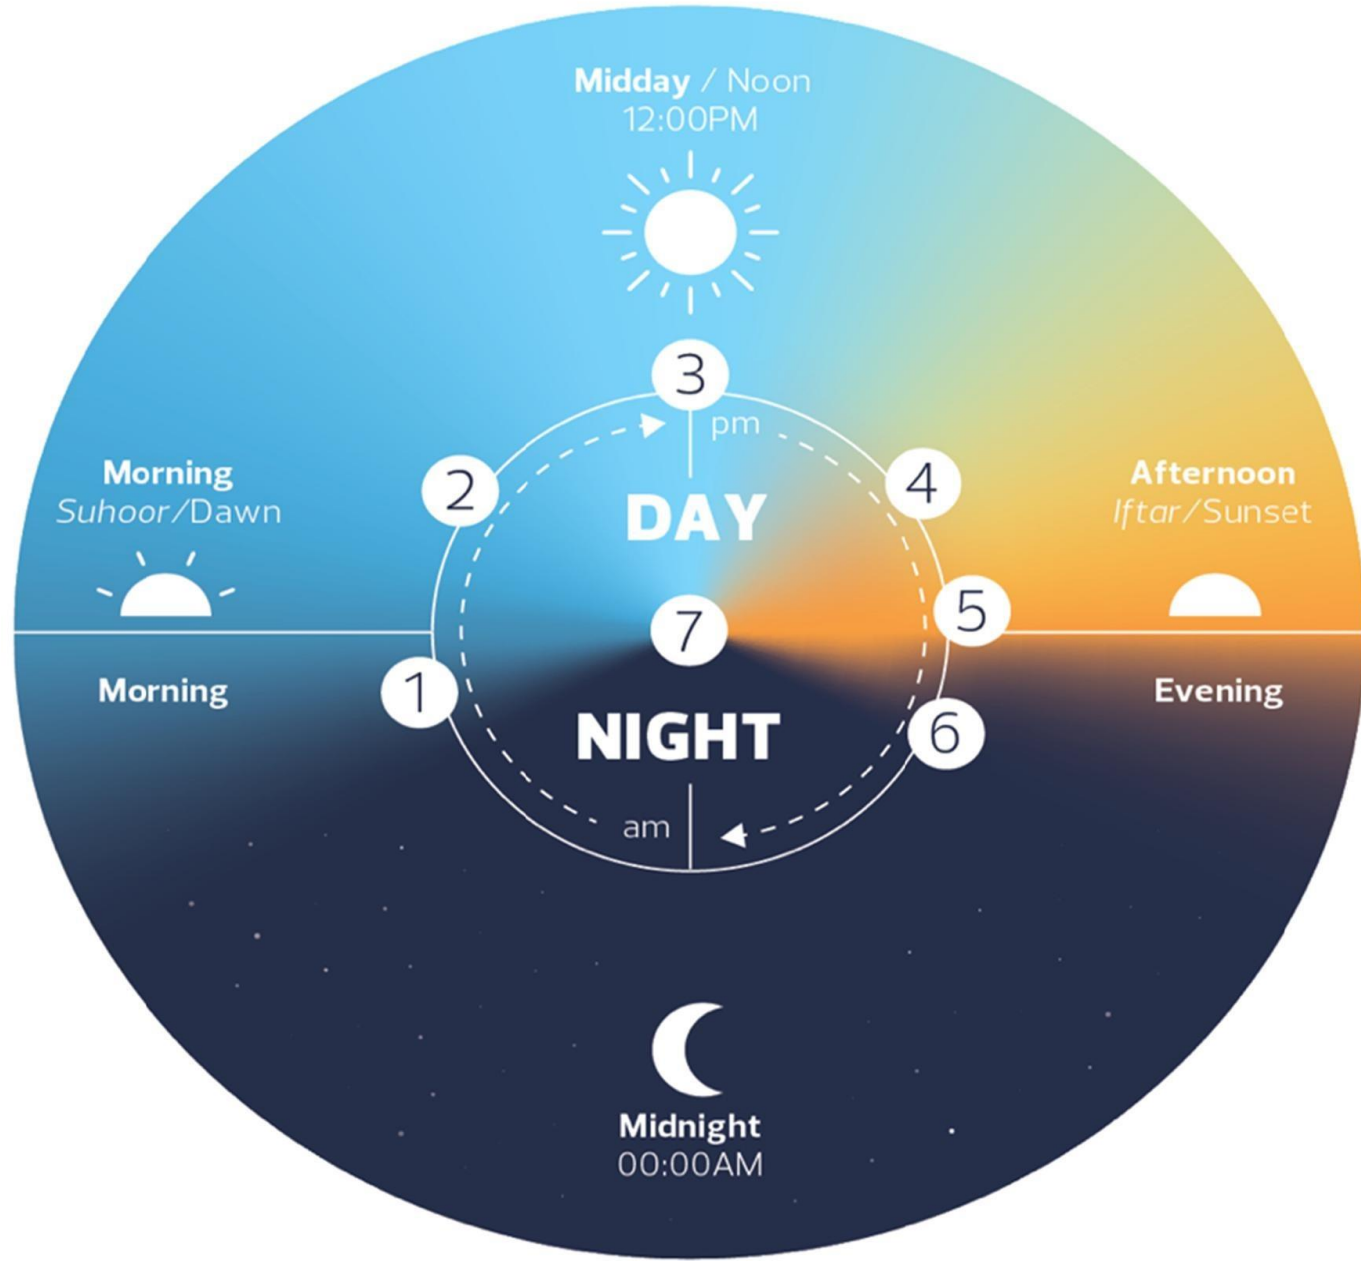 Midday / Noon
12:00PM
3
pm
2
4
Morning
Suhoor/Dawn
DAY
Afternoon
Iftar/Sunset
7
5
Morning
1
NIGHT
6
Evening
am
Midnight
00:00AM